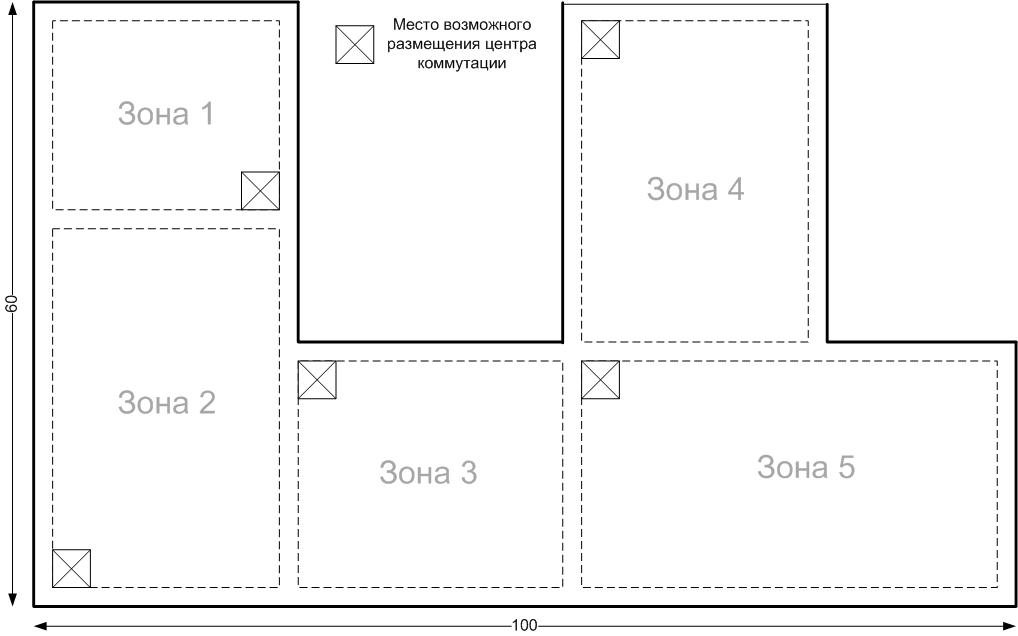 Место возможного
размещения центра
коммутации
Зона 1
Зона 4
60
Зона 2
Зона 3
Зона 5
100